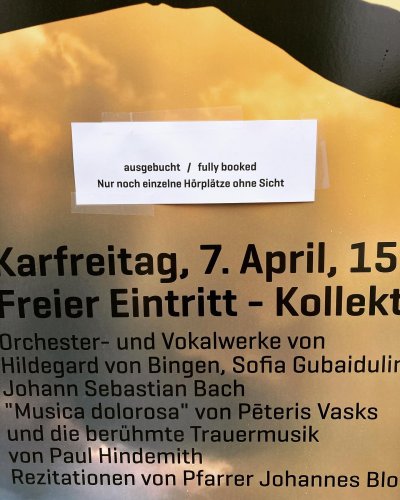 ausgebucht / fully booked
Nur noch einzelne Hörplätze ohne Sicht
Karfreitag, 7. April, 15
Freier Eintritt - Kollekt
Orchester- und Vokalwerke von
Hildegard von Bingen, Sofia Gubaidulin
Johann Sebastian Bach
"Musica dolorosa" von Pēteris Vasks
und die berühmte Trauermusik
von Paul Hindemith
Rezitationen von Pfarrer Johannes Blo